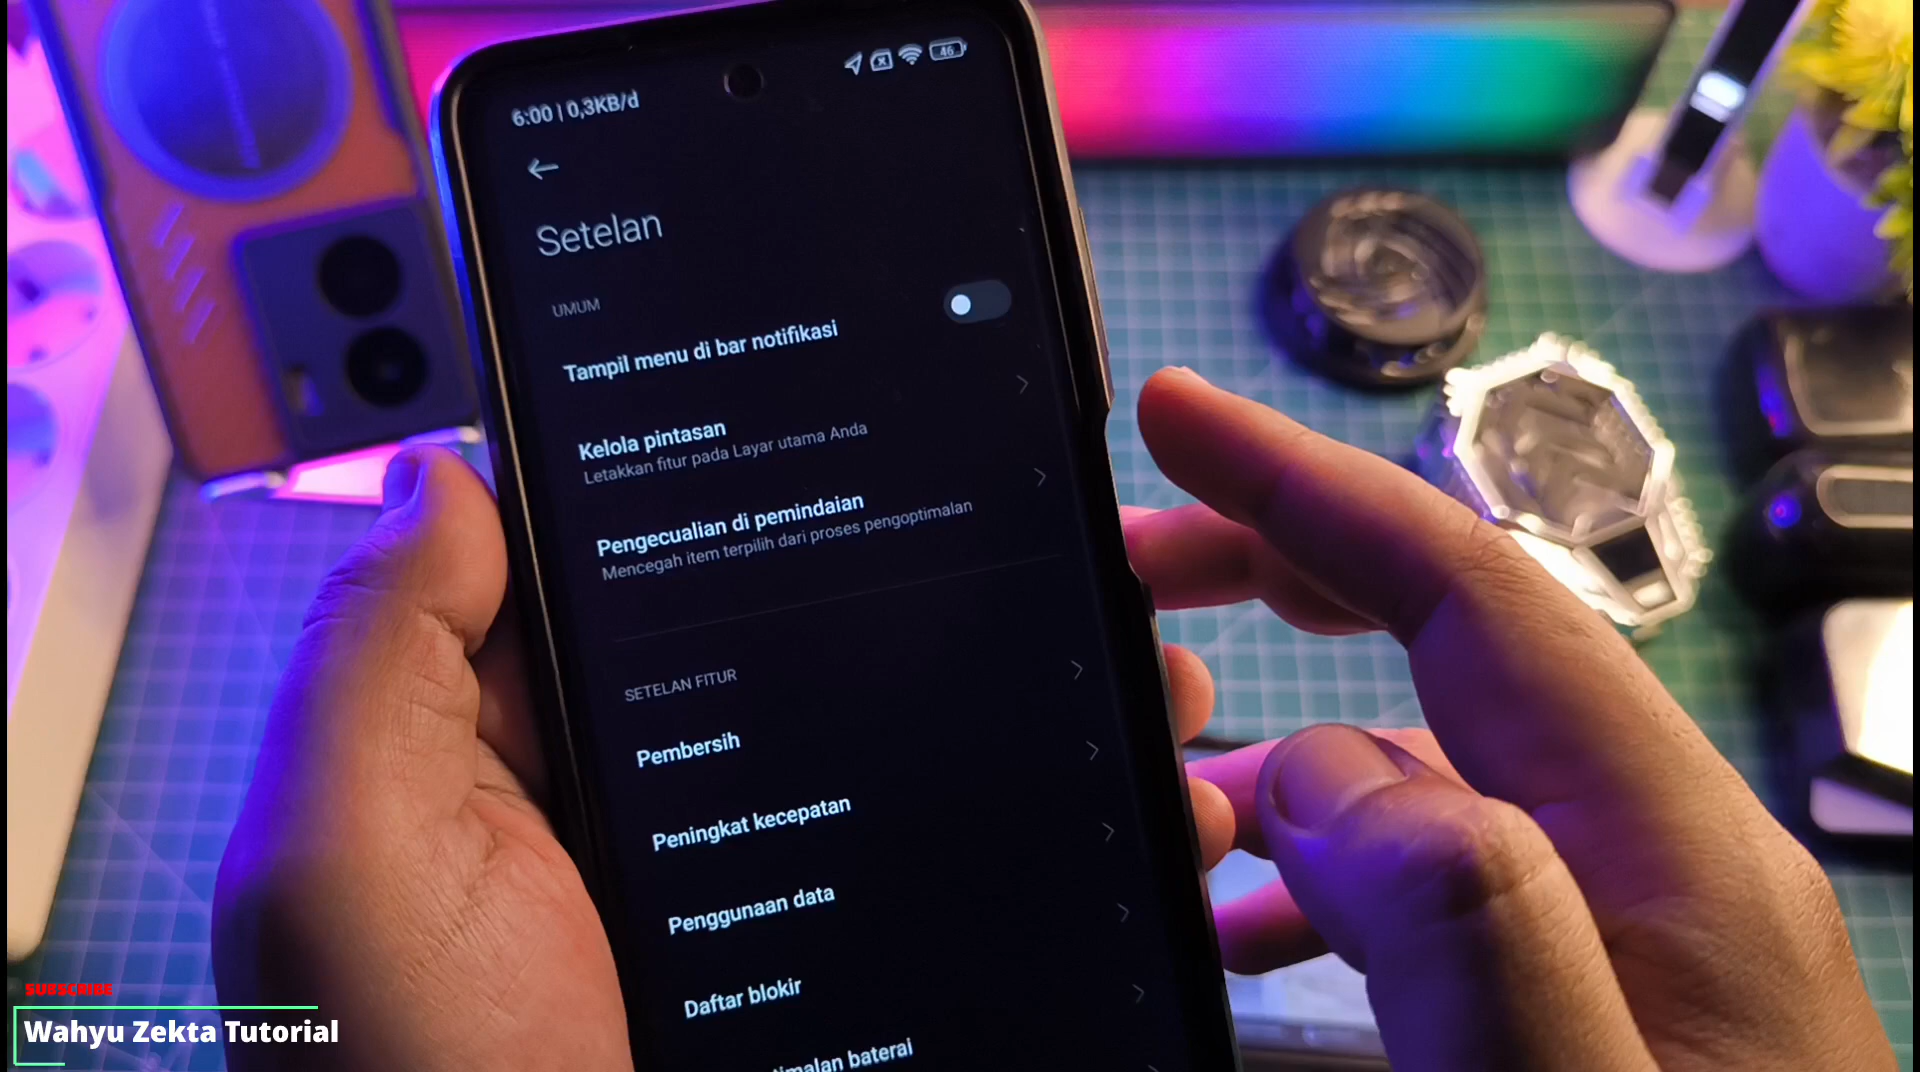 6:00 | 0,3KB/d
46
Setelan
UMUM
Tampil menu di bar notifikasi
Kelola pintasan
Letakkan fitur pada Layar utama Anda
Pengecualian di pemindaian
Mencegah item terpilih dari proses pengoptimalan
SETELAN FITUR
Pembersih
Peningkat kecepatan
Penggunaan data
Daftar blokir
baterai
SUBSCRIBE
Wahyu Zekta Tutorial